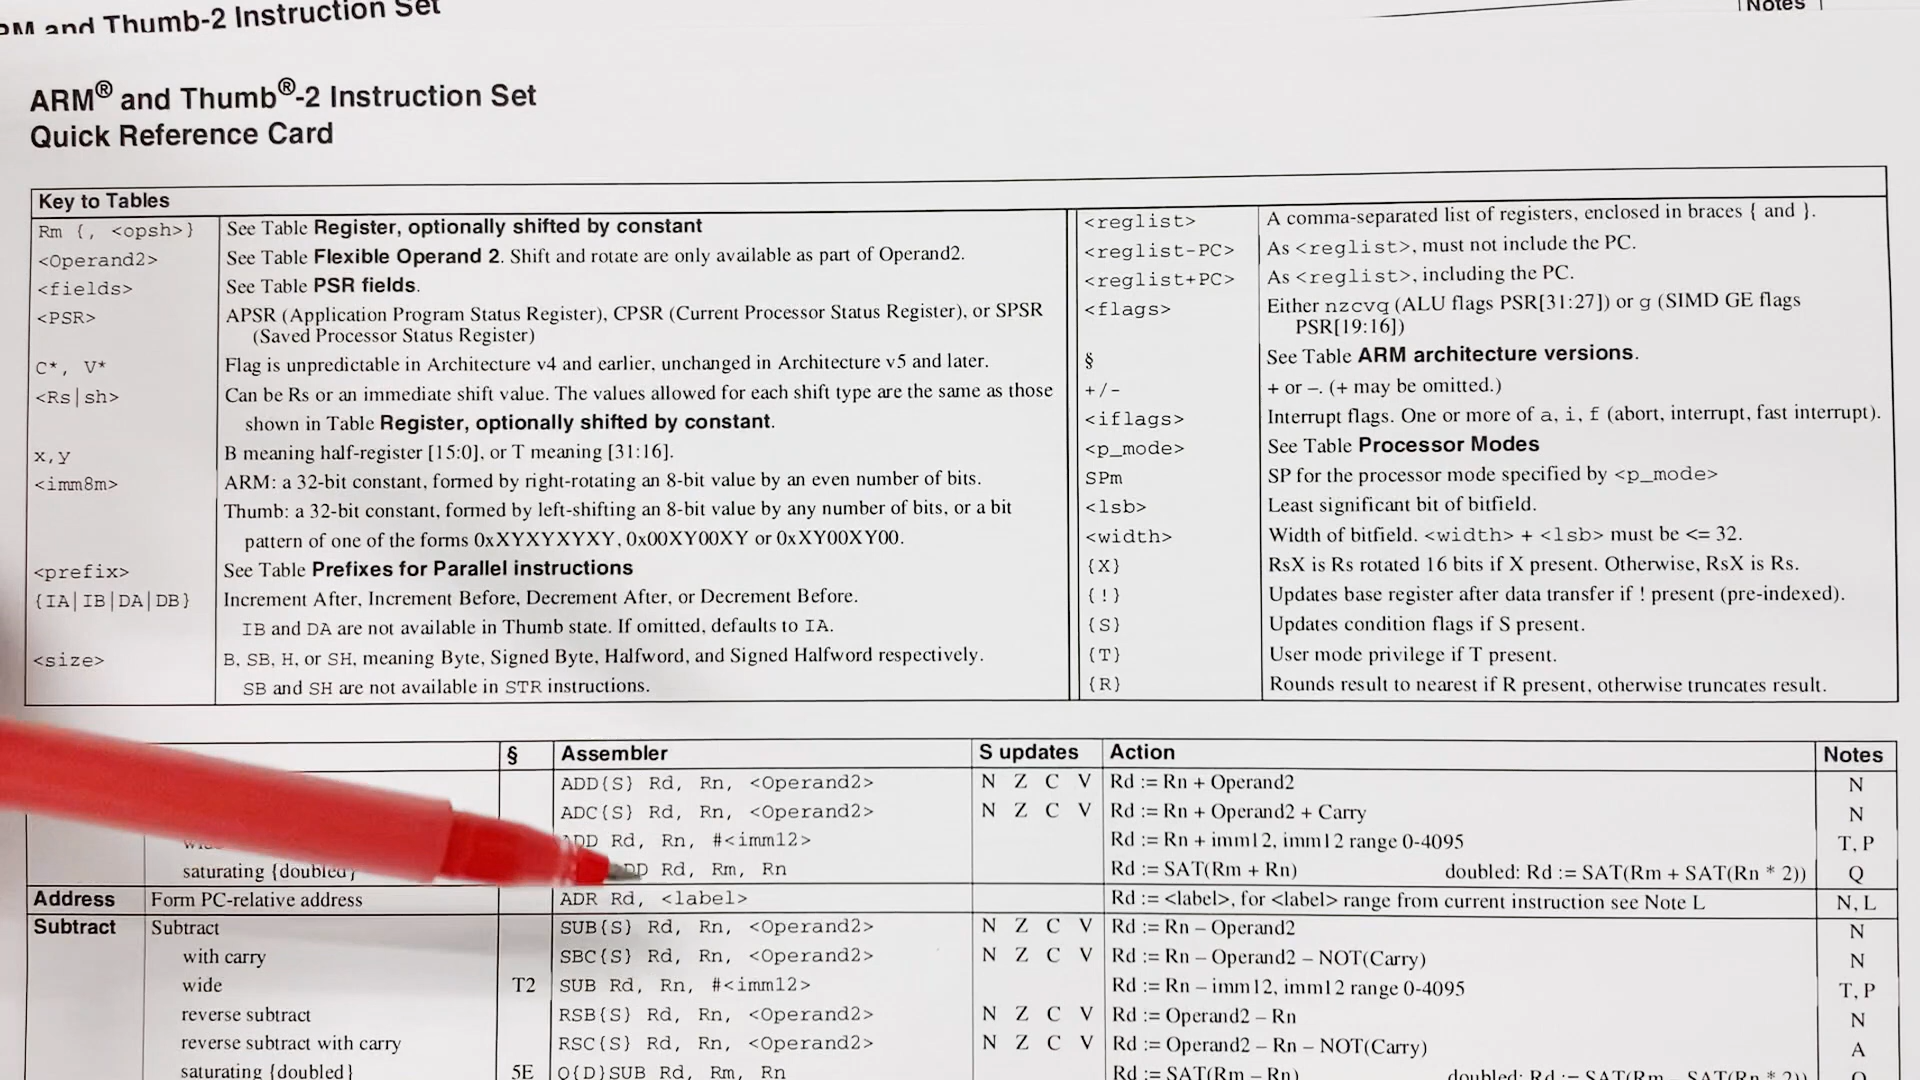 RM and Thumb-2 Instruction Set
Notes
ARM® and Thumb®-2 Instruction Set
Quick Reference Card
Key to Tables
Rm {, <opsh>} See Table Register, optionally shifted by constant
<Operand2> See Table Flexible Operand 2. Shift and rotate are only available as part of Operand2.
<fields> See Table PSR fields.
<PSR> APSR (Application Program Status Register), CPSR (Current Processor Status Register), or SPSR
(Saved Processor Status Register)
C*, V* Flag is unpredictable in Architecture v4 and earlier, unchanged in Architecture v5 and later.
<Rs|sh> Can be Rs or an immediate shift value. The values allowed for each shift type are the same as those
shown in Table Register, optionally shifted by constant.
x,y B meaning half-register [15:0], or T meaning [31:16].
<imm8m> ARM: a 32-bit constant, formed by right-rotating an 8-bit value by an even number of bits.
Thumb: a 32-bit constant, formed by left-shifting an 8-bit value by any number of bits, or a bit
pattern of one of the forms 0xXYXYXYXY, 0x00XY00XY or 0xXY00XY00.
<prefix> See Table Prefixes for Parallel instructions
{IA|IB|DA|DB} Increment After, Increment Before, Decrement After, or Decrement Before.
IB and DA are not available in Thumb state. If omitted, defaults to IA.
<size> B, SB, H, or SH, meaning Byte, Signed Byte, Halfword, and Signed Halfword respectively.
SB and SH are not available in STR instructions.
<reglist> A comma-separated list of registers, enclosed in braces { and }.
<reglist-PC> As <reglist>, must not include the PC.
<reglist+PC> As <reglist>, including the PC.
<flags> Either nzcvq (ALU flags PSR[31:27]) or g (SIMD GE flags
PSR[19:16])
§ See Table ARM architecture versions.
+/- + or –. (+ may be omitted.)
<iflags> Interrupt flags. One or more of a, i, f (abort, interrupt, fast interrupt).
<p_mode> See Table Processor Modes
SPm SP for the processor mode specified by <p_mode>
<lsb> Least significant bit of bitfield.
<width> Width of bitfield. <width> + <lsb> must be <= 32.
{X} RsX is Rs rotated 16 bits if X present. Otherwise, RsX is Rs.
{!} Updates base register after data transfer if ! present (pre-indexed).
{S} Updates condition flags if S present.
{T} User mode privilege if T present.
{R} Rounds result to nearest if R present, otherwise truncates result.
§ Assembler S updates Action Notes
ADD{S} Rd, Rn, <Operand2> N Z C V Rd := Rn + Operand2 N
ADC{S} Rd, Rn, <Operand2> N Z C V Rd := Rn + Operand2 + Carry N
Rd, Rn, #<imm12> Rd := Rn + imm12, imm12 range 0-4095 T, P
saturating {doubled} Rd, Rm, Rn Rd := SAT(Rm + Rn) doubled: Rd := SAT(Rm + SAT(Rn * 2)) Q
Address Form PC-relative address ADR Rd, <label> Rd := <label>, for <label> range from current instruction see Note L N, L
Subtract Subtract SUB{S} Rd, Rn, <Operand2> N Z C V Rd := Rn – Operand2 N
with carry SBC{S} Rd, Rn, <Operand2> N Z C V Rd := Rn – Operand2 – NOT(Carry) N
wide T2 SUB Rd, Rn, #<imm12> Rd := Rn – imm12, imm12 range 0-4095 T, P
reverse subtract RSB{S} Rd, Rn, <Operand2> N Z C V Rd := Operand2 – Rn N
reverse subtract with carry RSC{S} Rd, Rn, <Operand2> N Z C V Rd := Operand2 – Rn – NOT(Carry) A
saturating {doubled} 5E Q{D}SUB Rd, Rm, Rn Rd := SAT(Rm – Rn) doubled: Rd := SAT(Rm – SAT(Rn * 2))